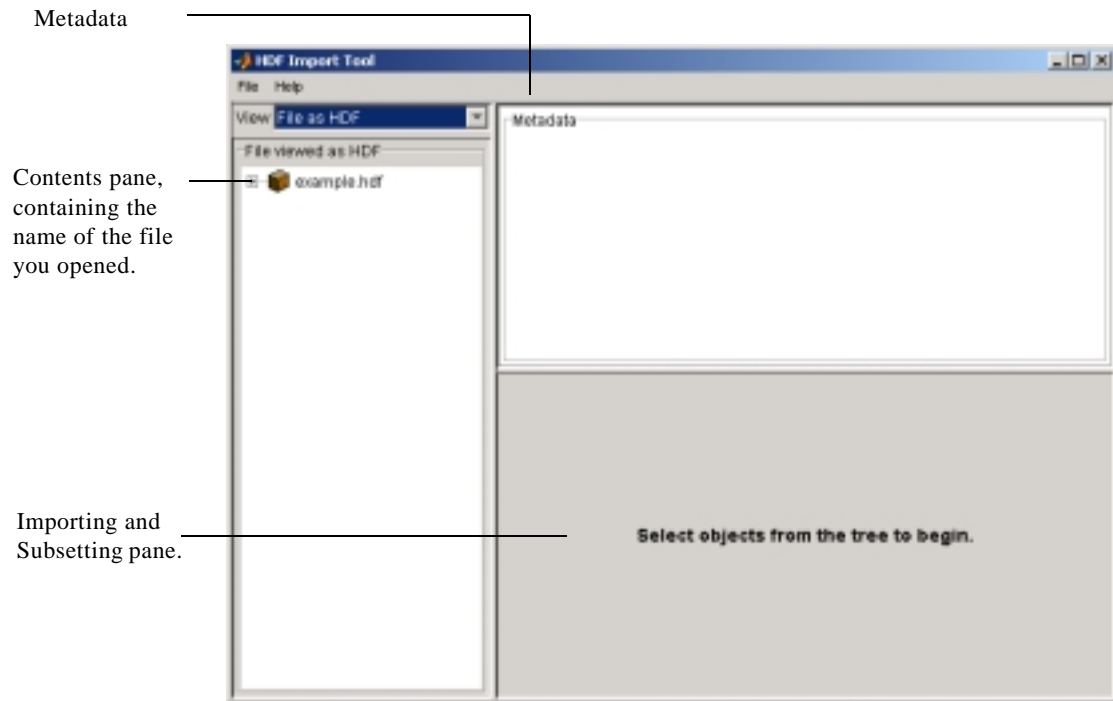 Metadata
HDF Import Tool
File Help
View File as HDF
Metadata
File viewed as HDF
Contents pane,
containing the
name of the file
you opened.
example.hdf
Importing and
Subsetting pane.
Select objects from the tree to begin.